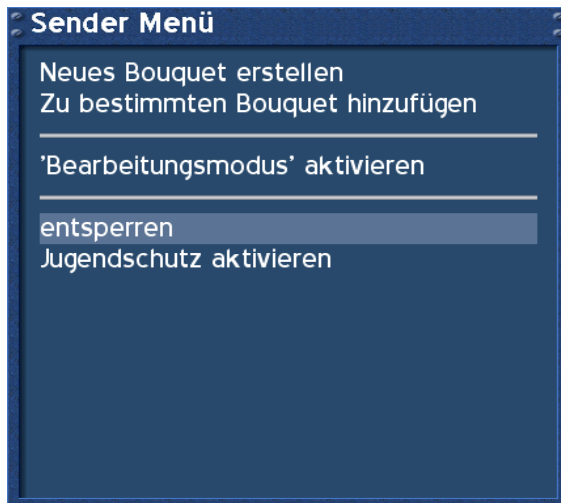 Sender Menü
Neues Bouquet erstellen
Zu bestimmten Bouquet hinzufügen
'Bearbeitungsmodus' aktivieren
entsperren
Jugendschutz aktivieren